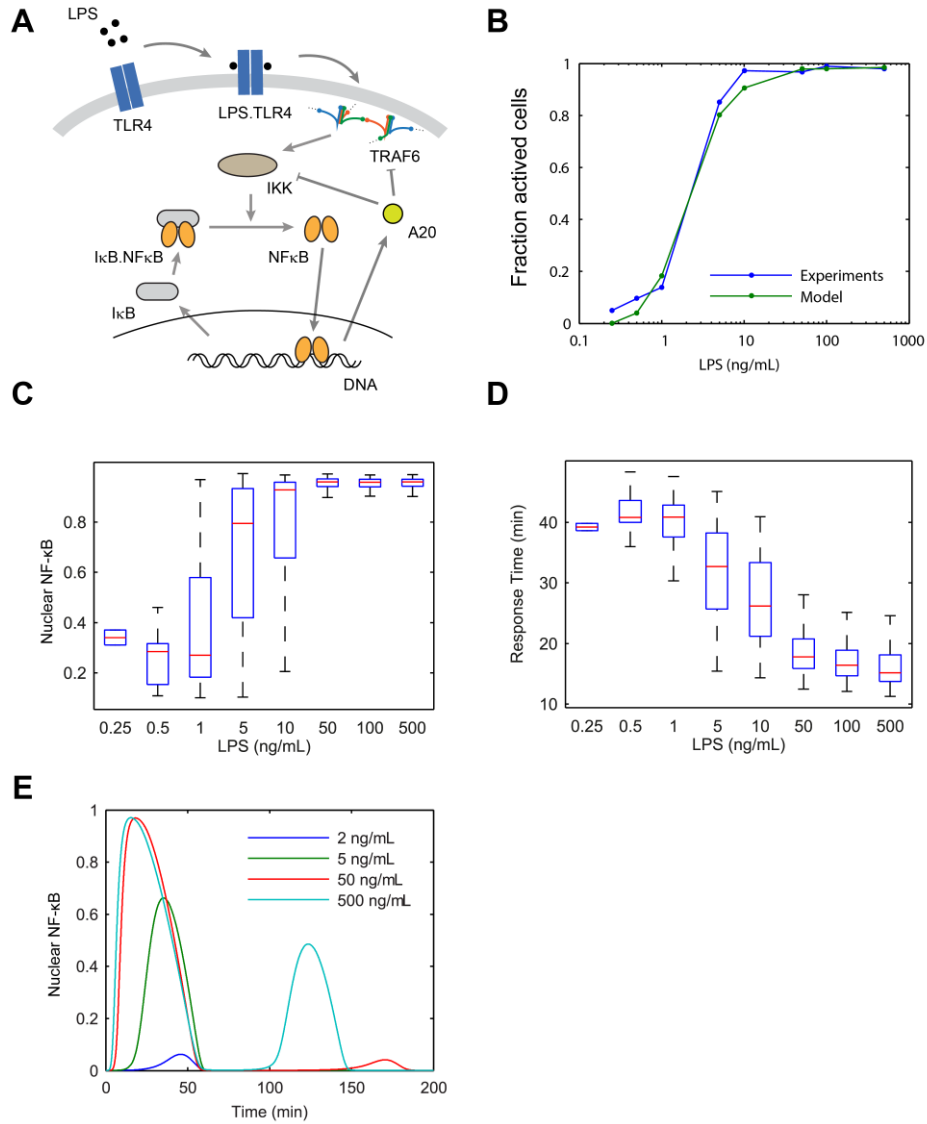 A
LPS
TLR4
LPS.TLR4
TRAF6
IKK
A20
IκB.NFκB
NFκB
IκB
DNA
B
Fraction actived cells
1
0.8
0.6
0.4
0.2
0
Experiments
Model
0.1 1 10 100 1000
LPS (ng/mL)
C
Nuclear NF-κB
0.8
0.6
0.4
0.2
0.25 0.5 1 5 10 50 100 500
LPS (ng/mL)
D
Response Time (min)
40
30
20
10
0.25 0.5 1 5 10 50 100 500
LPS (ng/mL)
E
Nuclear NF-κB
1
0.8
0.6
0.4
0.2
0
2 ng/mL
5 ng/mL
50 ng/mL
500 ng/mL
0 50 100 150 200
Time (min)